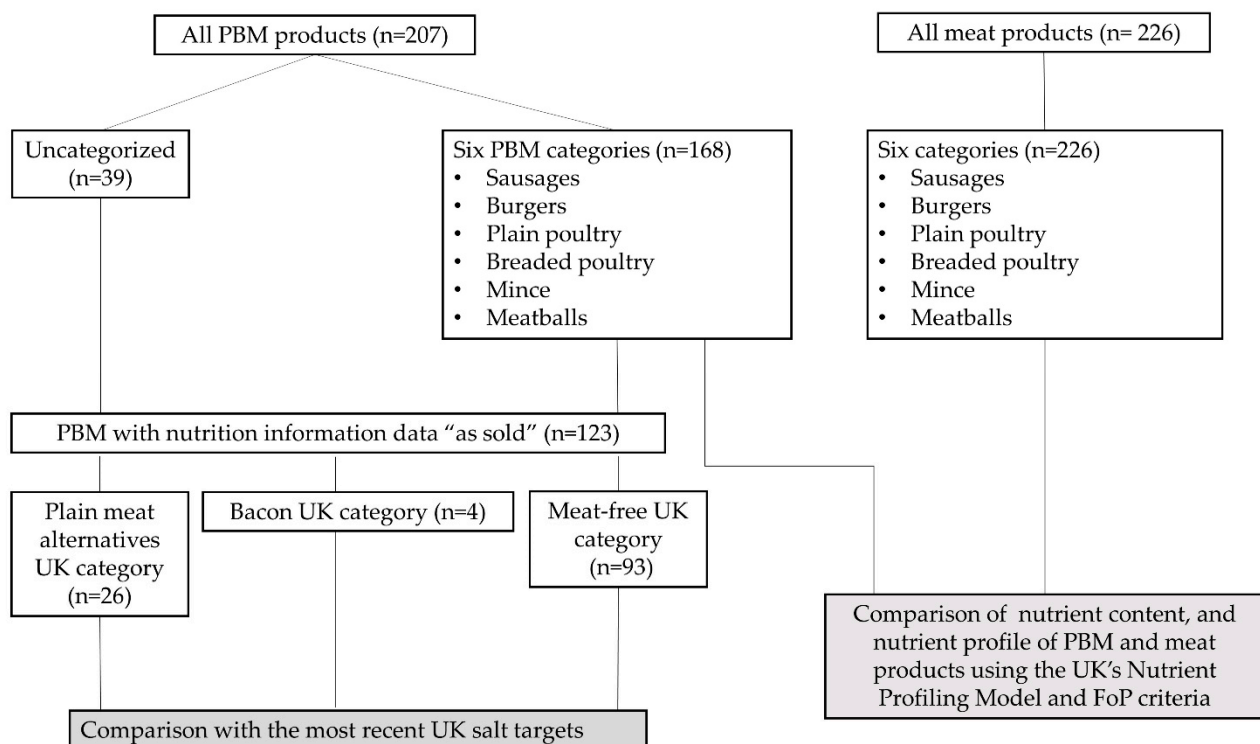 All PBM products (n=207)
All meat products (n= 226)
Uncategorized
(n=39)
Six PBM categories (n=168)
• Sausages
• Burgers
• Plain poultry
• Breaded poultry
• Mince
• Meatballs
Six categories (n=226)
• Sausages
• Burgers
• Plain poultry
• Breaded poultry
• Mince
• Meatballs
PBM with nutrition information data “as sold” (n=123)
Plain meat
alternatives
UK category
(n=26)
Bacon UK category (n=4)
Meat-free UK
category
(n=93)
Comparison of nutrient content, and
nutrient profile of PBM and meat
products using the UK’s Nutrient
Profiling Model and FoP criteria
Comparison with the most recent UK salt targets